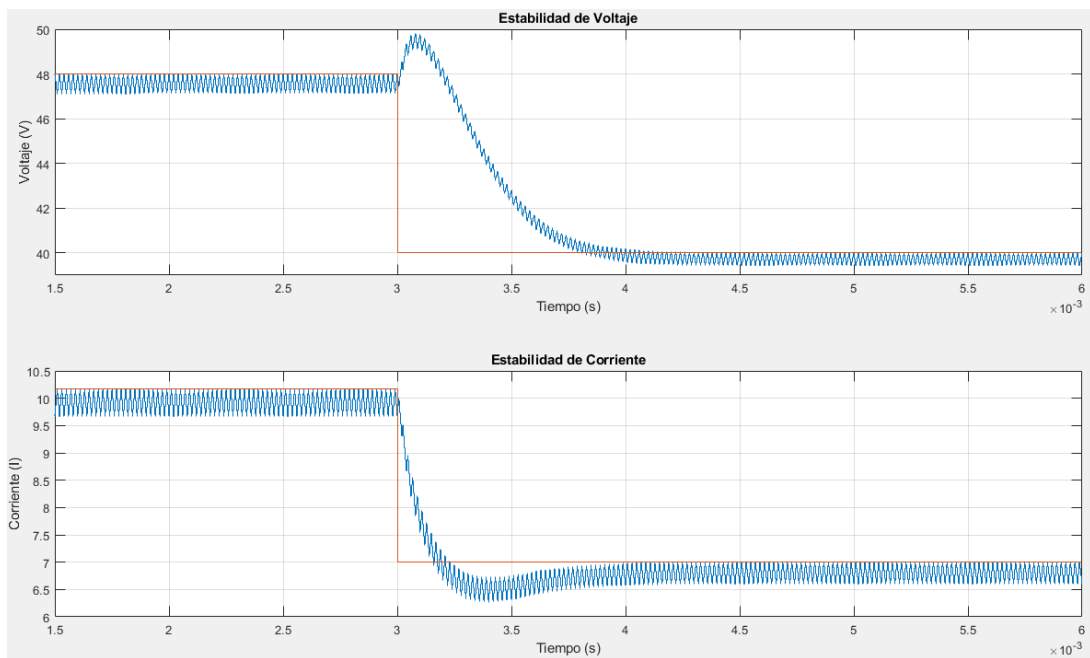 Estabilidad de Voltaje
50
48
46
44
42
40
Voltaje (V)
1.5 2 2.5 3 3.5 4 4.5 5 5.5 6
Tiempo (s)
×10-3
Estabilidad de Corriente
10.5
10
9.5
9
8.5
8
7.5
7
6.5
6
Corriente (I)
1.5 2 2.5 3 3.5 4 4.5 5 5.5 6
Tiempo (s)
×10-3